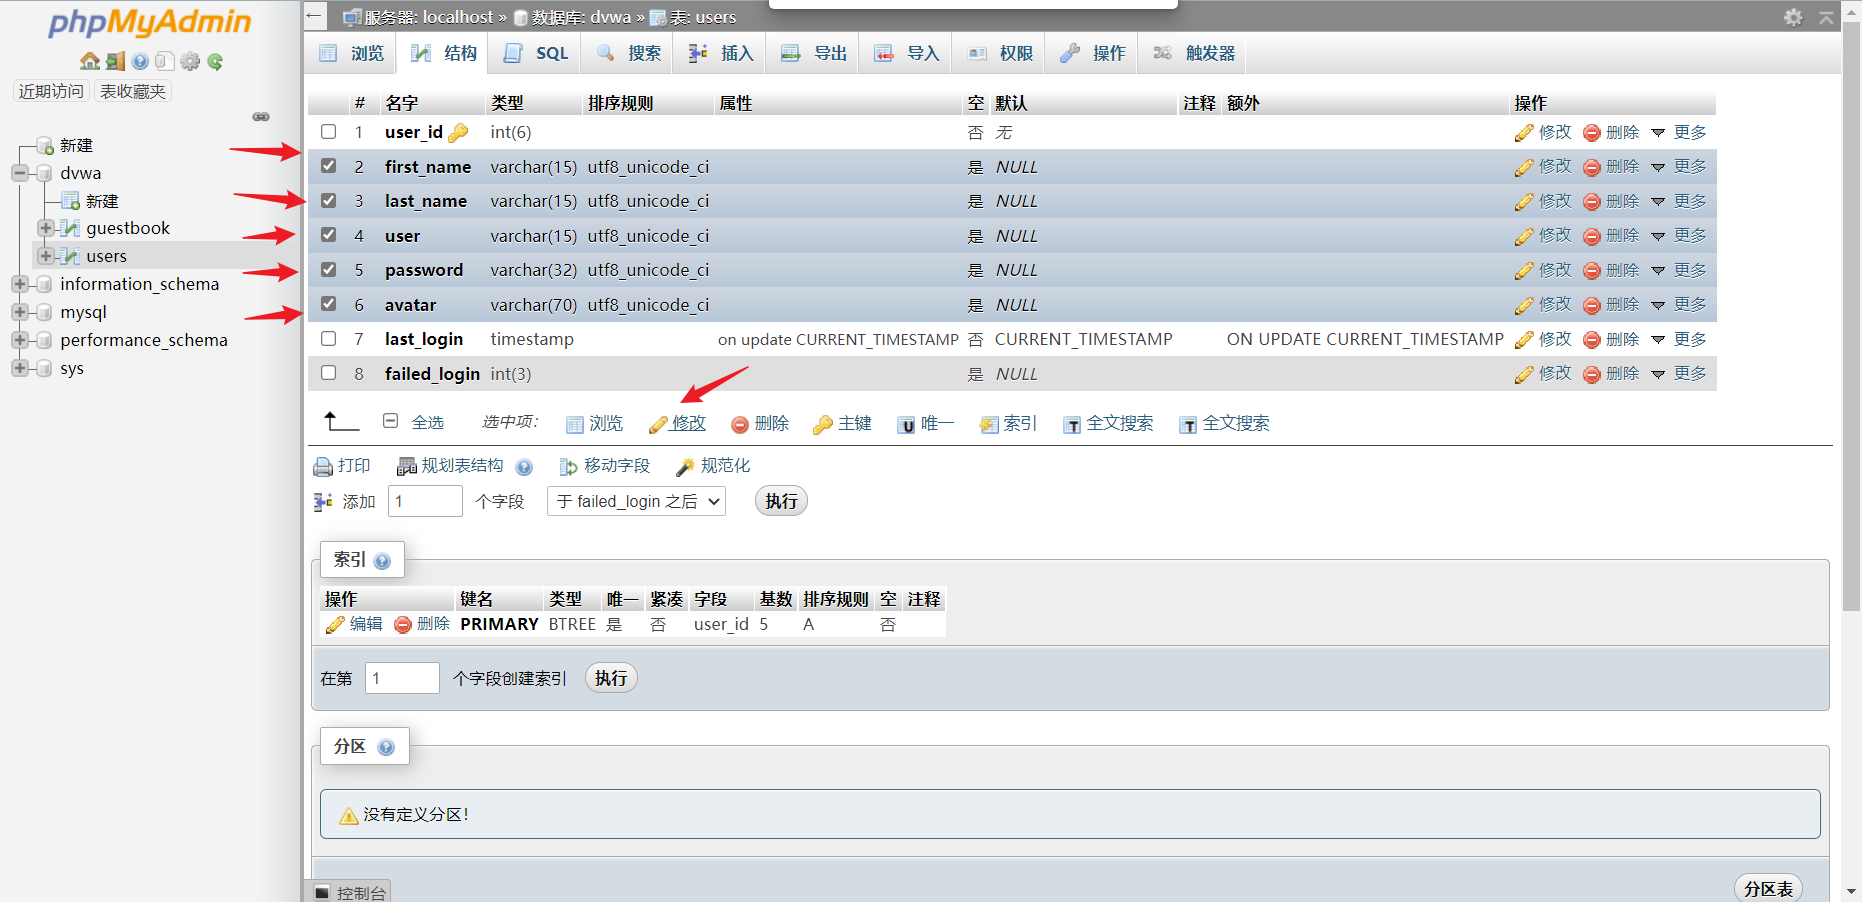 phpMyAdmin
近期访问 表收藏夹
新建
dvwa
新建
guestbook
users
information_schema
mysql
performance_schema
sys
服务器: localhost » 数据库: dvwa » 表: users
浏览 结构 SQL 搜索 插入 导出 导入 权限 操作 触发器
# 名字 类型 排序规则 属性 空 默认 注释 额外 操作
1 user_id int(6) 否 无 修改 删除 更多
2 first_name varchar(15) utf8_unicode_ci 是 NULL 修改 删除 更多
3 last_name varchar(15) utf8_unicode_ci 是 NULL 修改 删除 更多
4 user varchar(15) utf8_unicode_ci 是 NULL 修改 删除 更多
5 password varchar(32) utf8_unicode_ci 是 NULL 修改 删除 更多
6 avatar varchar(70) utf8_unicode_ci 是 NULL 修改 删除 更多
7 last_login timestamp on update CURRENT_TIMESTAMP 否 CURRENT_TIMESTAMP ON UPDATE CURRENT_TIMESTAMP 修改 删除 更多
8 failed_login int(3) 是 NULL 修改 删除 更多
全选 选中项: 浏览 修改 删除 主键 唯一 索引 全文搜索 全文搜索
打印 规划表结构 移动字段 规范化
添加 1 个字段 于 failed_login 之后 执行
索引
操作 键名 类型 唯一 紧凑 字段 基数 排序规则 空 注释
编辑 删除 PRIMARY BTREE 是 否 user_id 5 A 否
在第 1 个字段创建索引 执行
分区
没有定义分区!
分区表
控制台